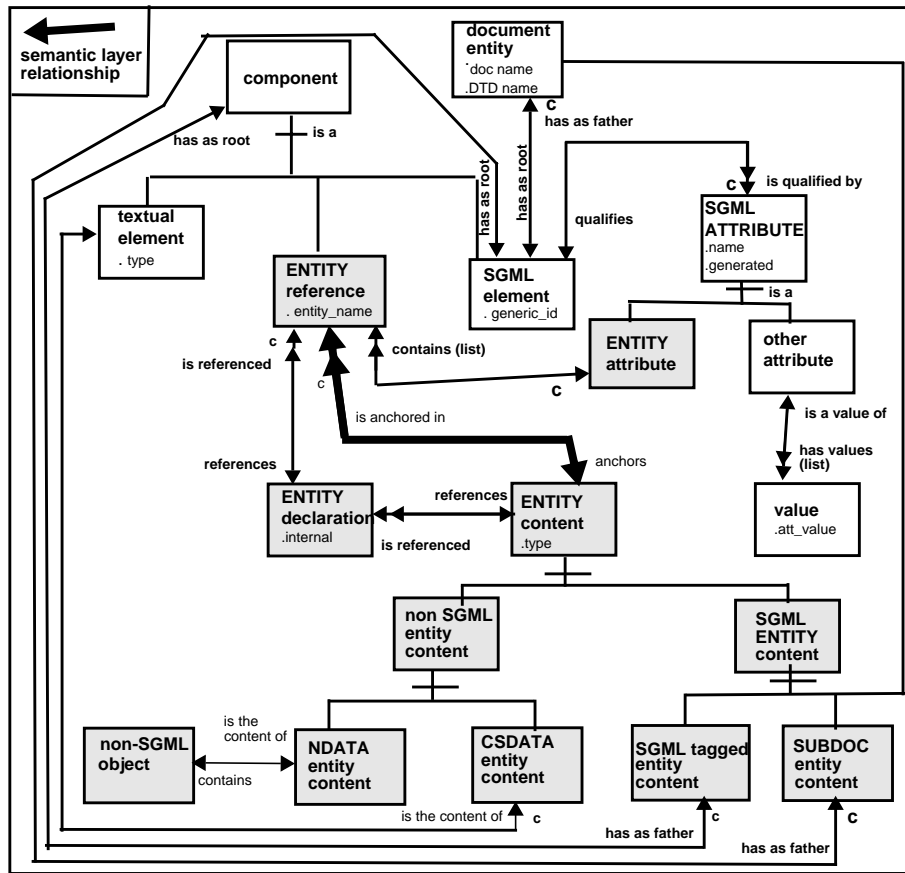 semantic layer
relationship
component
document
entity
.doc name
.DTD name
c
has as father
has as root
is a
has as root
has as root
qualifies
is qualified by
c
textual
element
. type
ENTITY
reference
. entity_name
SGML
element
. generic_id
SGML
ATTRIBUTE
.name
.generated
is a
c
is referenced
contains (list)
c
c
ENTITY
attribute
other
attribute
is anchored in
is a value of
has values
(list)
references
anchors
ENTITY
declaration
.internal
references
is referenced
ENTITY
content
.type
value
.att_value
non SGML
entity
content
SGML
ENTITY
content
is the
content of
contains
non-SGML
object
NDATA
entity
content
CSDATA
entity
content
SGML tagged
entity
content
SUBDOC
entity
content
is the content of
c
has as father
c
has as father
c